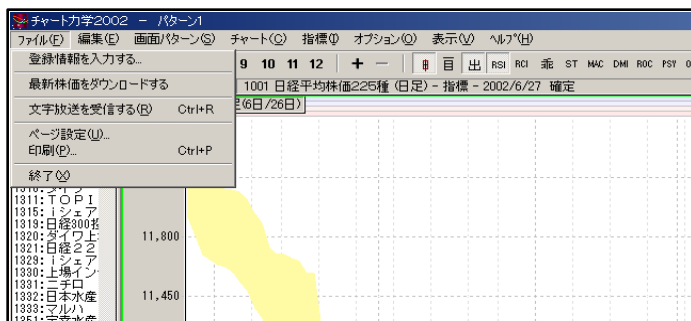 チャート力学2002 － パターン1
ファイル(F) 編集(E) 画面パターン(S) チャート(C) 指標(I) オプション(O) 表示(V) ヘルプ(H)
登録情報を入力する...
最新株価をダウンロードする
文字放送を受信する(R) Ctrl+R
ページ設定(U)...
印刷(P)... Ctrl+P
終了(X)
9 10 11 12 + － 日 百 出 RSI RCI 乖 ST MAC DMI ROC PSY
1001 日経平均株価225種 (日足) - 指標 - 2002/6/27 確定
(6日/26日)
1311:ＴＯＰＩ
1315:ｉシェア
1319:日経300投
1320:ダイワ上
1321:日経２２
1329:ｉシェア
1330:上場イン
1331:ニチロ
1332:日本水産
1333:マルハ
11,800
11,450